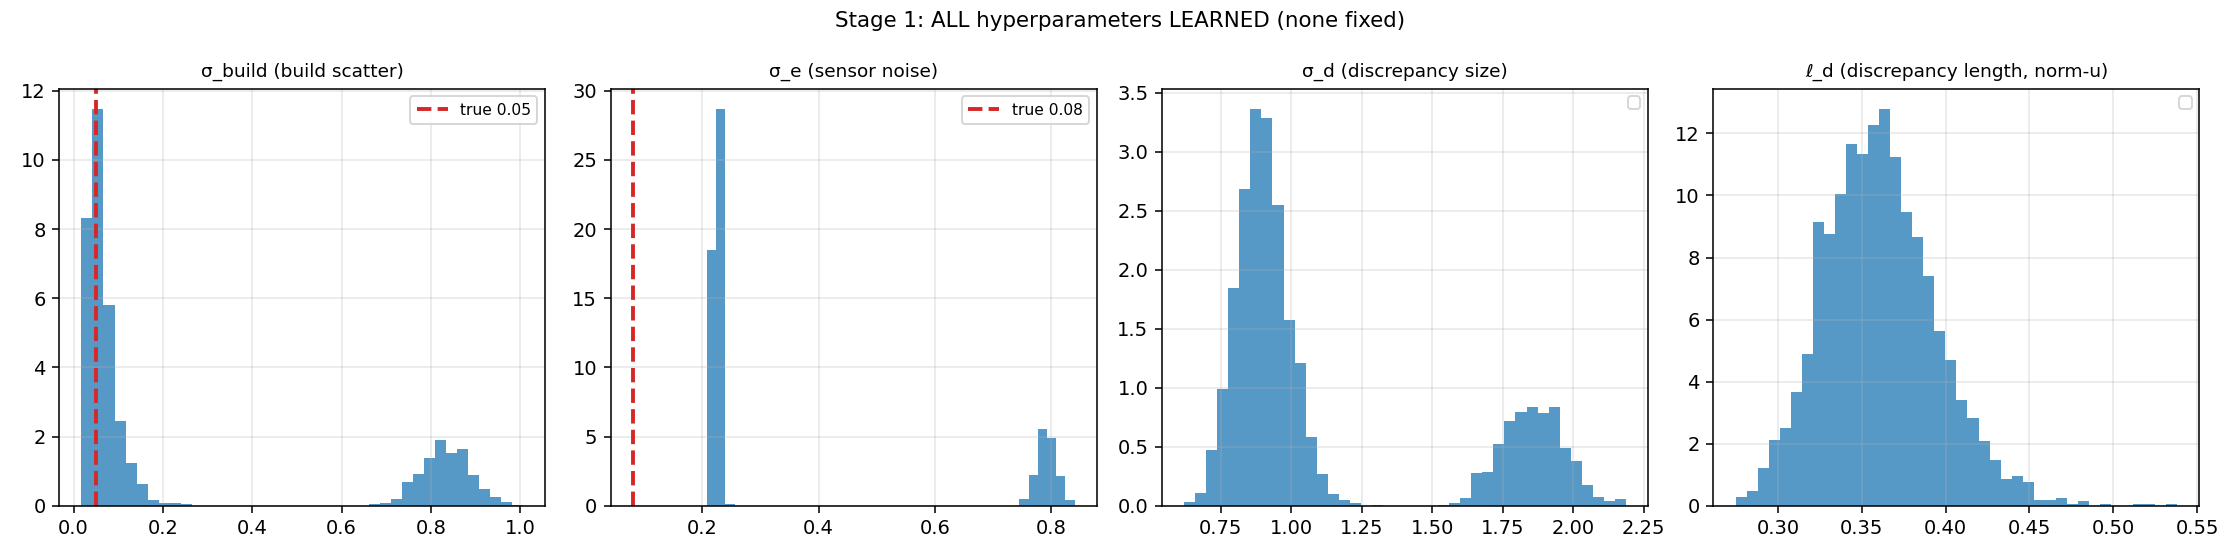 Stage 1: ALL hyperparameters LEARNED (none fixed)
σ_build (build scatter)
12
10
8
6
4
2
0
0.0 0.2 0.4 0.6 0.8 1.0
true 0.05
σ_e (sensor noise)
30
25
20
15
10
5
0
0.2 0.4 0.6 0.8
true 0.08
σ_d (discrepancy size)
3.5
3.0
2.5
2.0
1.5
1.0
0.5
0.0
0.75 1.00 1.25 1.50 1.75 2.00 2.25
ℓ_d (discrepancy length, norm-u)
12
10
8
6
4
2
0
0.30 0.35 0.40 0.45 0.50 0.55